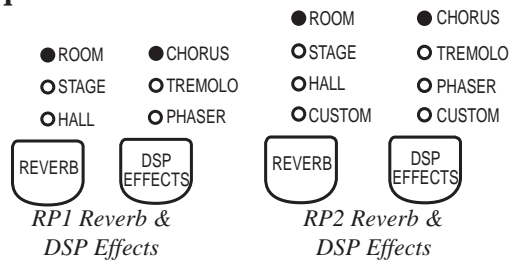 ROOM CHORUS
STAGE TREMOLO
HALL PHASER
REVERB DSP EFFECTS
RP1 Reverb &
DSP Effects
ROOM CHORUS
STAGE TREMOLO
HALL PHASER
CUSTOM CUSTOM
REVERB DSP EFFECTS
RP2 Reverb &
DSP Effects